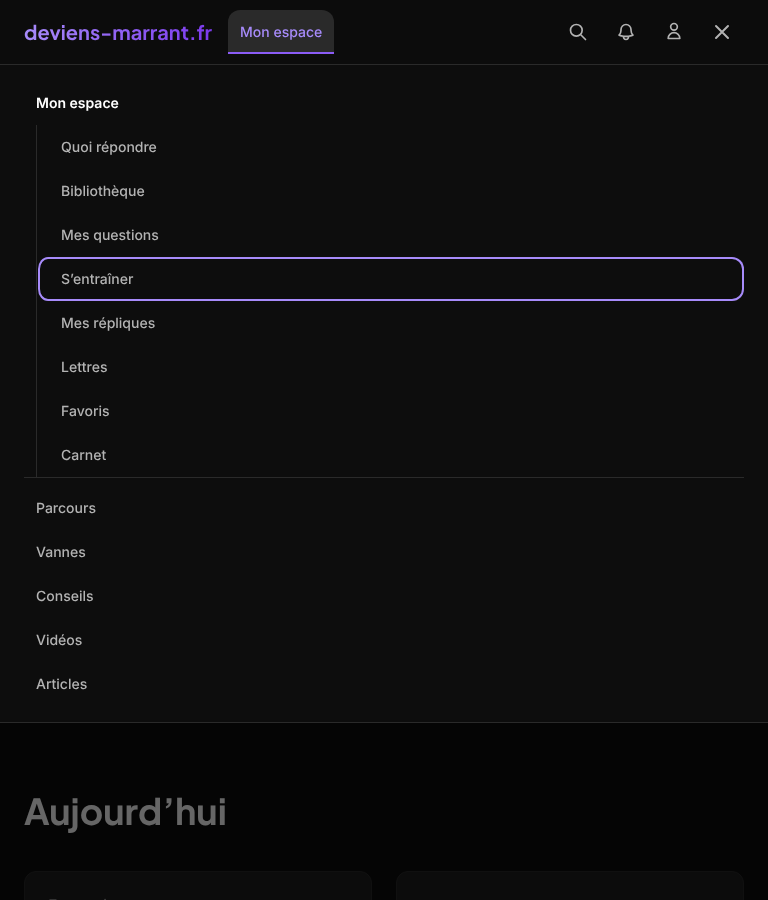 deviens-marrant.fr
Mon espace
Mon espace
Quoi répondre
Bibliothèque
Mes questions
S’entraîner
Mes répliques
Lettres
Favoris
Carnet
Parcours
Vannes
Conseils
Vidéos
Articles
Aujourd’hui